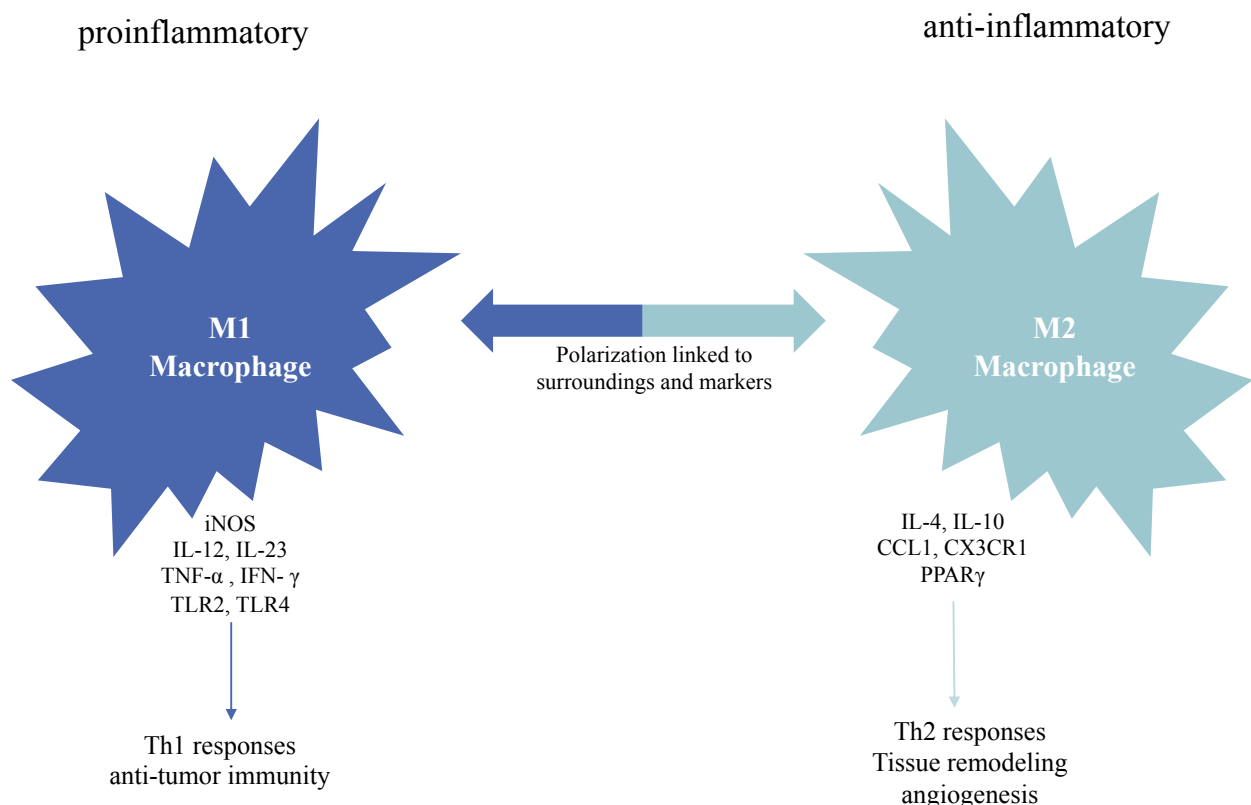 proinflammatory
anti-inflammatory
M1
Macrophage
Polarization linked to
surroundings and markers
M2
Macrophage
iNOS
IL-12, IL-23
TNF-α , IFN- γ
TLR2, TLR4
IL-4, IL-10
CCL1, CX3CR1
PPARγ
Th1 responses
anti-tumor immunity
Th2 responses
Tissue remodeling
angiogenesis